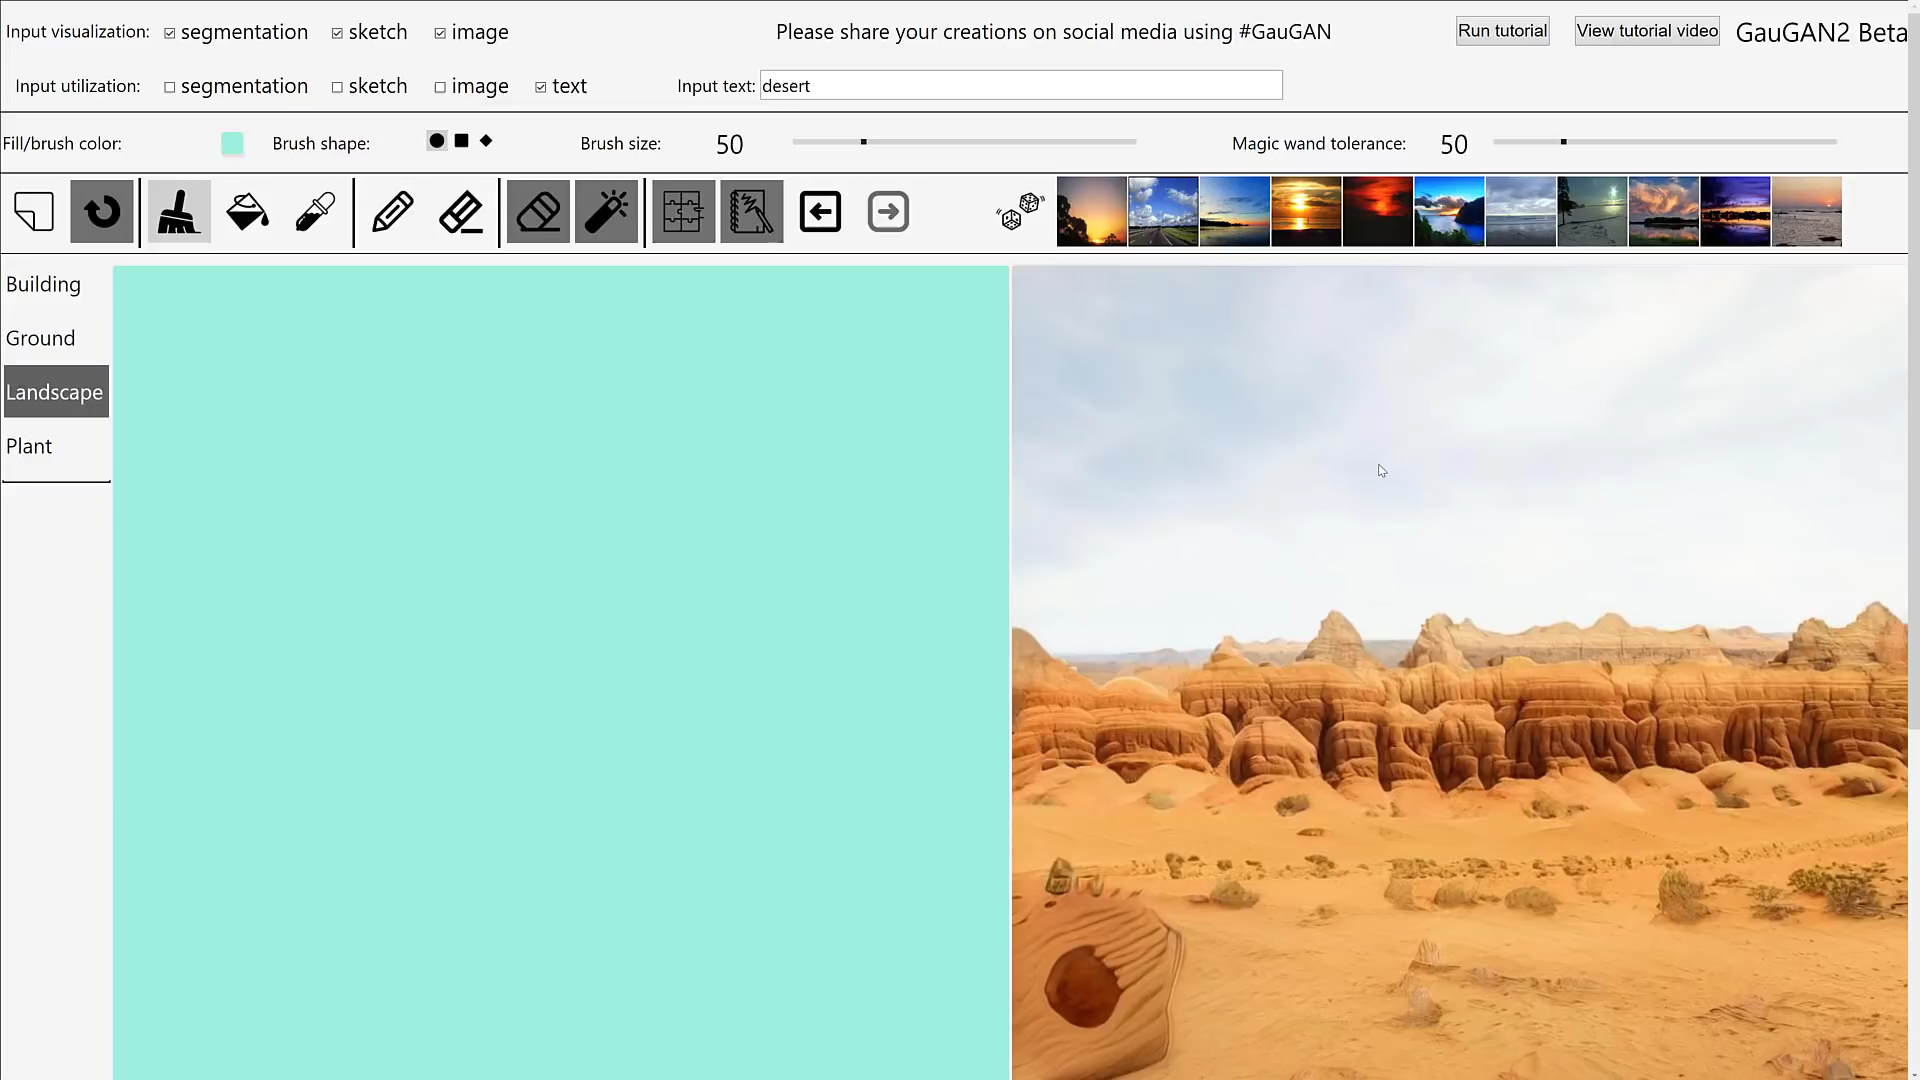 Input visualization: segmentation sketch image Please share your creations on social media using #GauGAN Run tutorial View tutorial video GauGAN2 Beta
Input utilization: segmentation sketch image text Input text: desert
Fill/brush color: Brush shape: Brush size: 50 Magic wand tolerance: 50
Building
Ground
Landscape
Plant